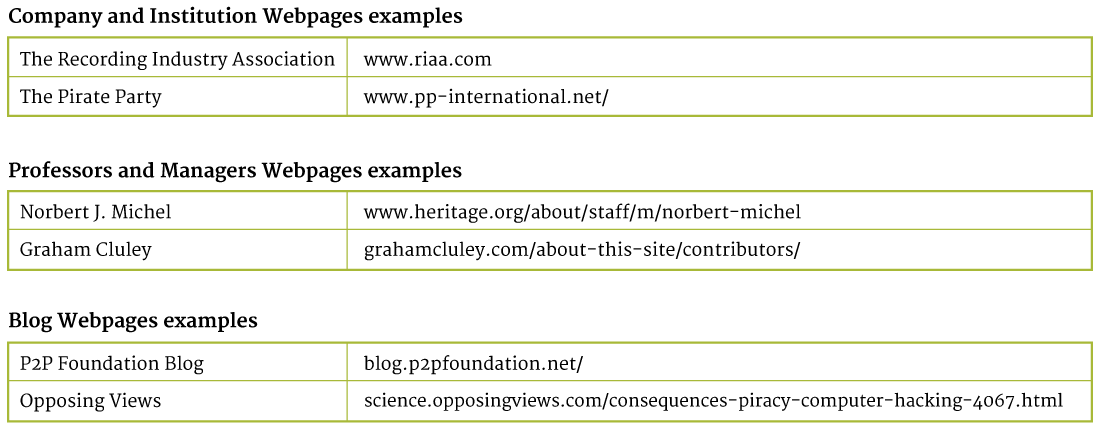 Company and Institution Webpages examples
The Recording Industry Association www.riaa.com
The Pirate Party www.pp-international.net/
Professors and Managers Webpages examples
Norbert J. Michel www.heritage.org/about/staff/m/norbert-michel
Graham Cluley grahamcluley.com/about-this-site/contributors/
Blog Webpages examples
P2P Foundation Blog blog.p2pfoundation.net/
Opposing Views science.opposingviews.com/consequences-piracy-computer-hacking-4067.html